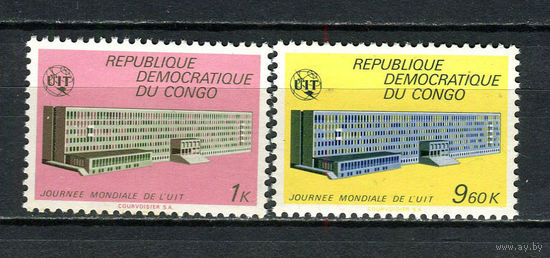 UIT
REPUBLIQUE
DEMOCRATIQUE
DU CONGO
JOURNEE MONDIALE DE L'UIT
1K
COURVOISIER S.A.
UIT
REPUBLIQUE
DEMOCRATIQUE
DU CONGO
JOURNEE MONDIALE DE L'UIT
9,60 K
www.ay.by